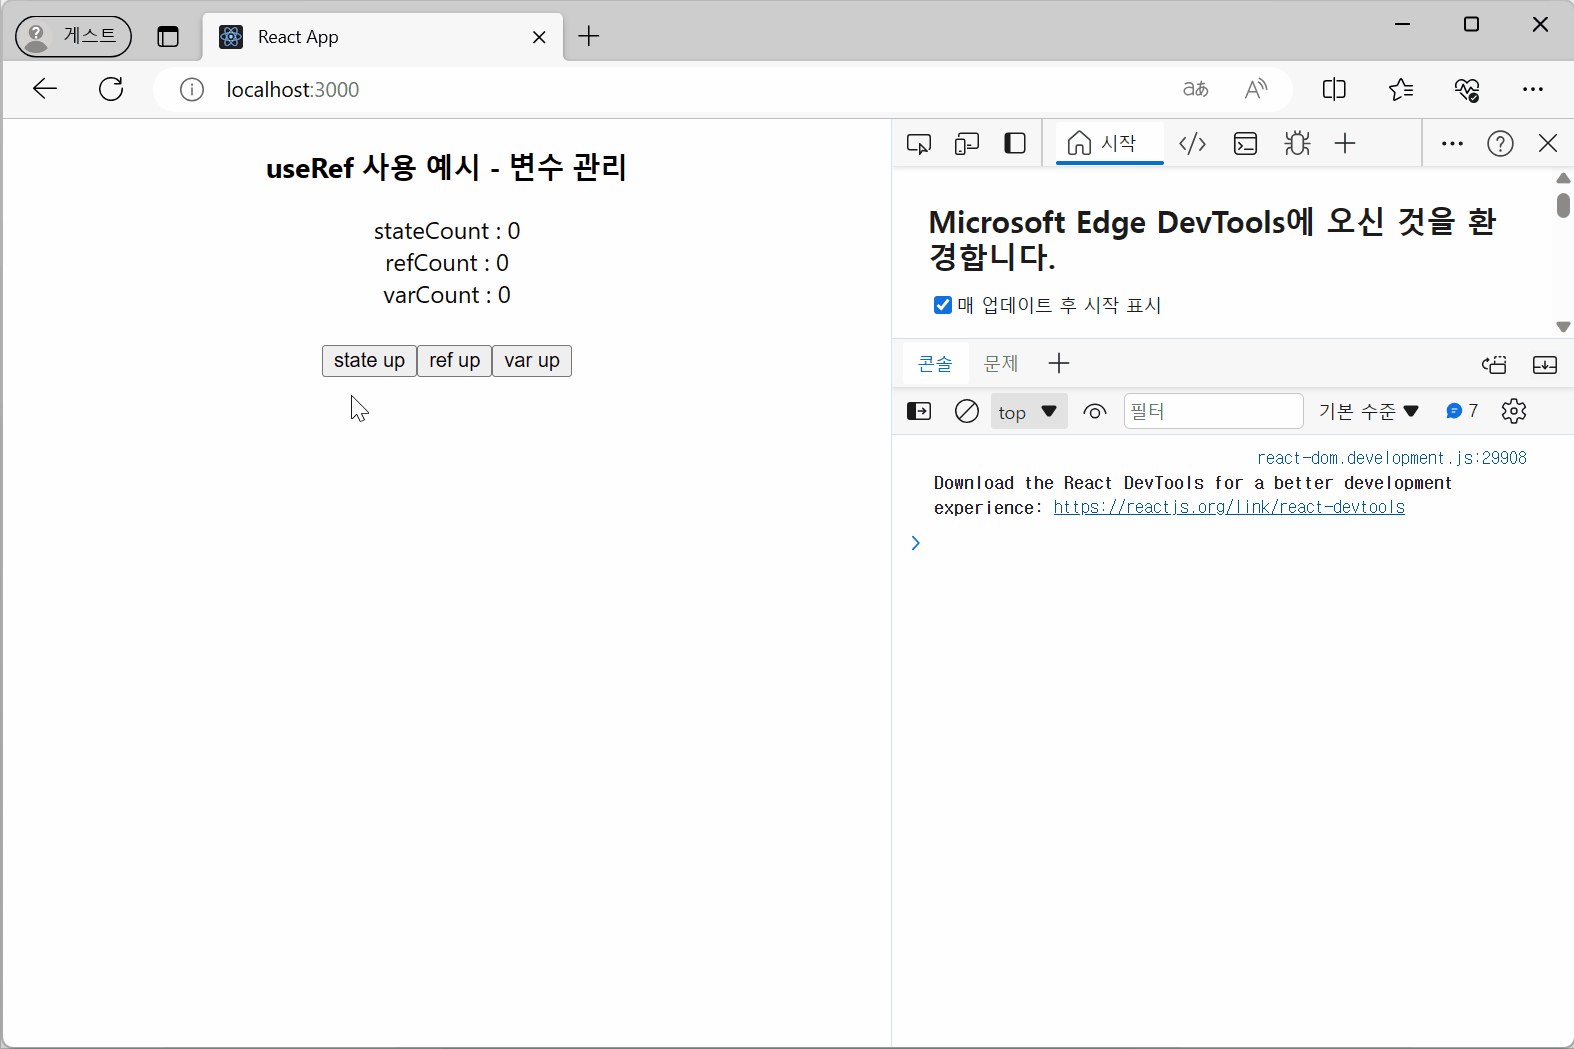 게스트
React App
localhost:3000
aあ
A
useRef 사용 예시 - 변수 관리
stateCount : 0
refCount : 0
varCount : 0
state up ref up var up
시작
Microsoft Edge DevTools에 오신 것을 환
경합니다.
매 업데이트 후 시작 표시
콘솔 문제
top 필터 기본 수준 7
react-dom.development.js:29908
Download the React DevTools for a better development
experience: https://reactjs.org/link/react-devtools